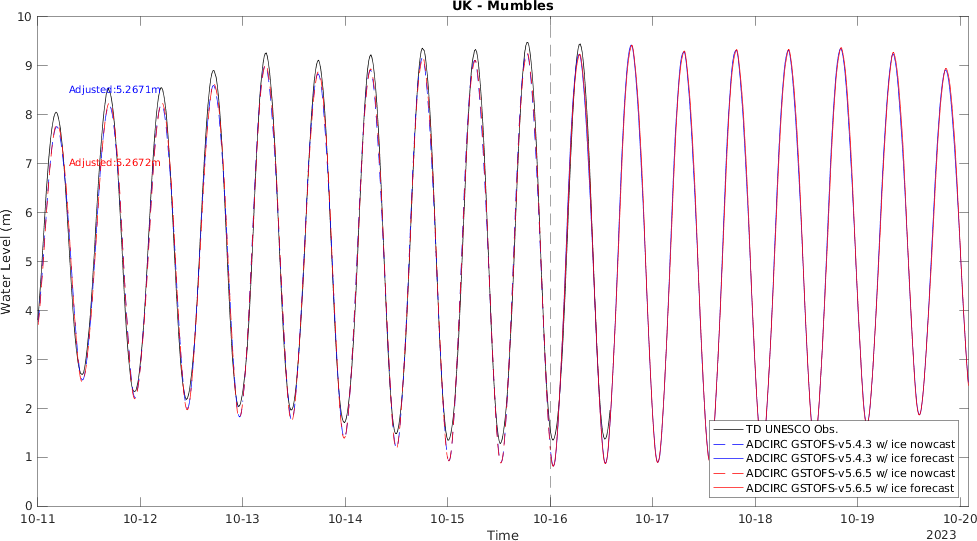 UK - Mumbles
10
9
8
7
6
5
4
3
2
1
0
Water Level (m)
Adjusted:5.2671m
Adjusted:5.2672m
TD UNESCO Obs.
ADCIRC GSTOFS-v5.4.3 w/ ice nowcast
ADCIRC GSTOFS-v5.4.3 w/ ice forecast
ADCIRC GSTOFS-v5.6.5 w/ ice nowcast
ADCIRC GSTOFS-v5.6.5 w/ ice forecast
10-11 10-12 10-13 10-14 10-15 10-16 10-17 10-18 10-19 10-20
Time
2023